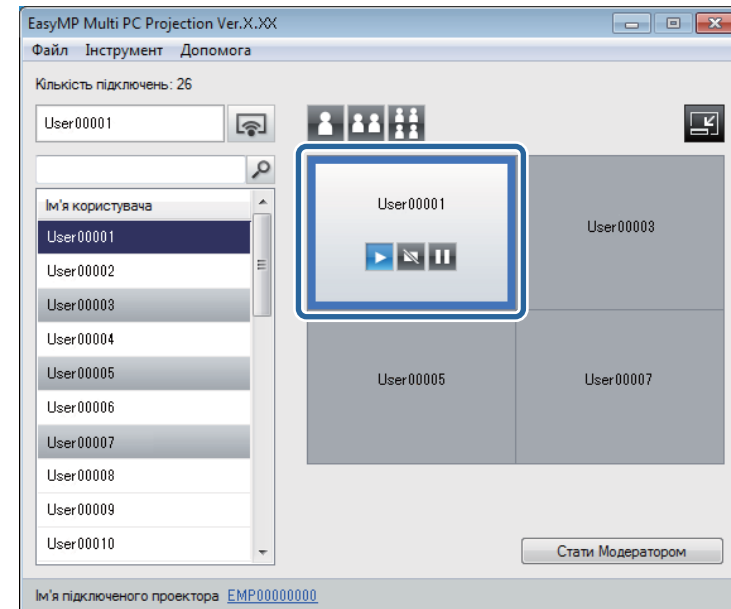 EasyMP Multi PC Projection Ver.X.XX
Файл Інструмент Допомога
Кількість підключень: 26
User00001
Ім'я користувача
User00001
User00002
User00003
User00004
User00005
User00006
User00007
User00008
User00009
User00010
User00001
User00003
User00005
User00007
Стати Модератором
Ім'я підключеного проектора EMP00000000